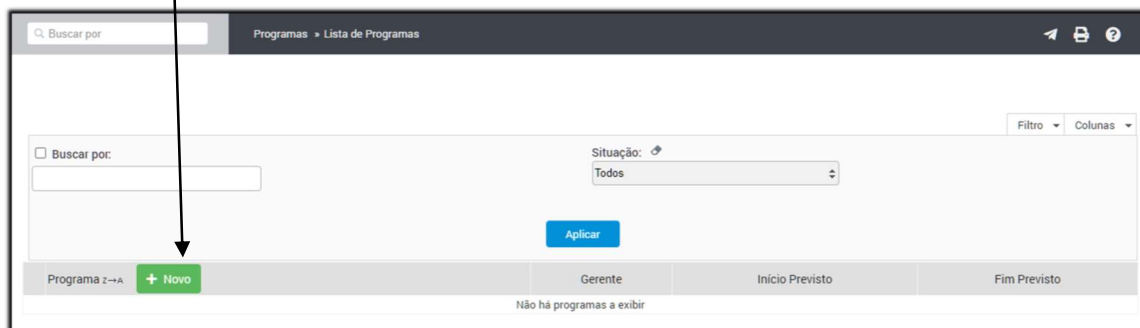 Buscar por
Programas » Lista de Programas
Filtro
Colunas
Buscar por:
Situação:
Todos
Aplicar
Programa Z→A
+ Novo
Gerente
Início Previsto
Fim Previsto
Não há programas a exibir